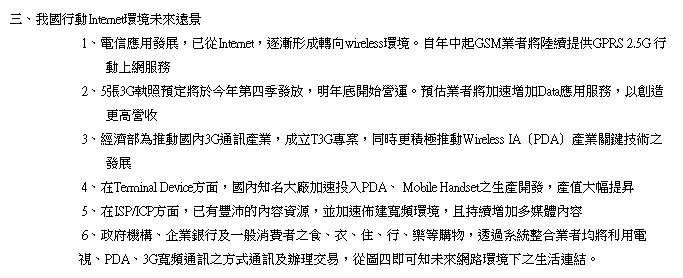 三、我國行動Internet環境未來遠景
1、電信應用發展，已從Internet，逐漸形成轉向wireless環境。自年中起GSM業者將陸續提供GPRS 2.5G 行
動上網服務
2、5張3G執照預定將於今年第四季發放，明年底開始營運。預估業者將加速增加Data應用服務，以創造
更高營收
3、經濟部為推動國內3G通訊產業，成立T3G專案，同時更積極推動Wireless IA（PDA）產業關鍵技術之
發展
4、在Terminal Device方面，國內知名大廠加速投入PDA、 Mobile Handset之生產開發，產值大幅提昇
5、在ISP/ICP方面，已有豐沛的內容資源，並加速佈建寬頻環境，且持續增加多媒體內容
6、政府機構、企業銀行及一般消費者之食、衣、住、行、樂等購物，透過系統整合業者均將利用電
視、PDA、3G寬頻通訊之方式通訊及辦理交易，從圖四即可知未來網路環境下之生活連結。